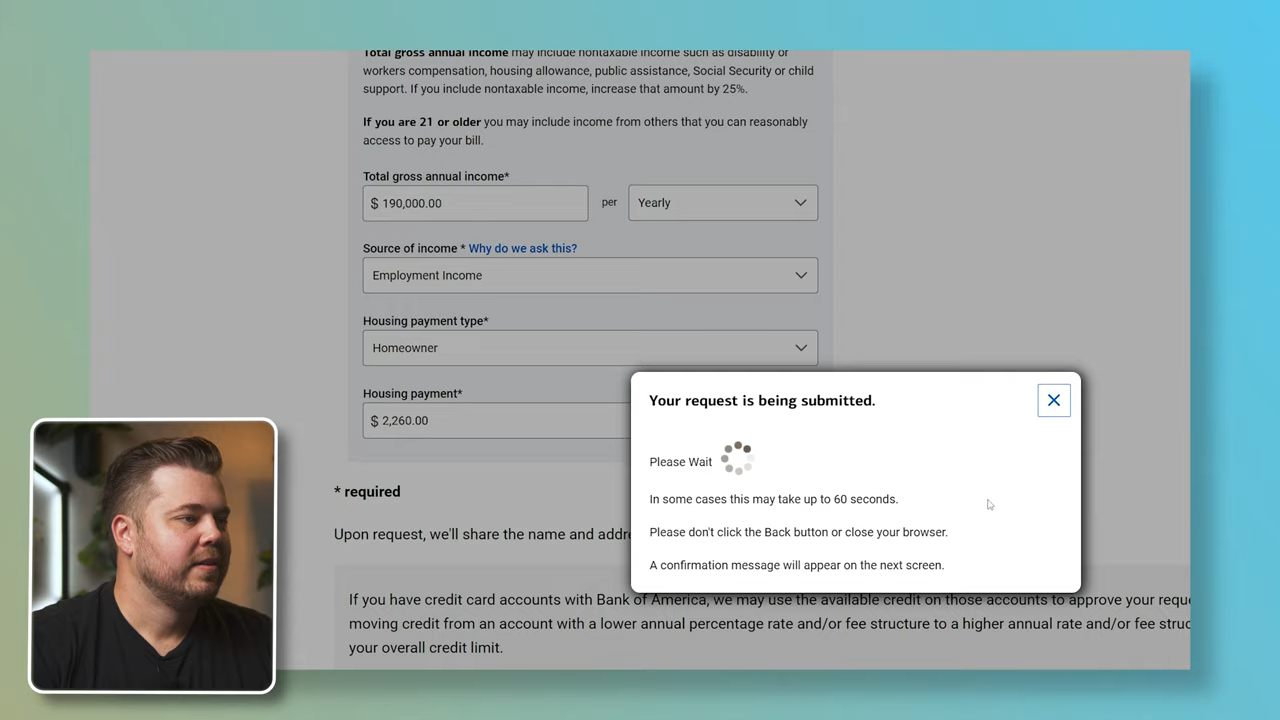 Total gross annual income may include nontaxable income such as disability or
workers compensation, housing allowance, public assistance, Social Security or child
support. If you include nontaxable income, increase that amount by 25%.
If you are 21 or older you may include income from others that you can reasonably
access to pay your bill.
Total gross annual income*
$ 190,000.00 per Yearly
Source of income * Why do we ask this?
Employment Income
Housing payment type*
Homeowner
Housing payment*
$ 2,260.00
Your request is being submitted.
Please Wait
In some cases this may take up to 60 seconds.
Please don't click the Back button or close your browser.
A confirmation message will appear on the next screen.
* required
Upon request, we'll share the name and
If you have credit card accounts with Bank of America, we may use the available credit on those accounts to approve your
moving credit from an account with a lower annual percentage rate and/or fee structure to a higher annual rate and/or fee
your overall credit limit.